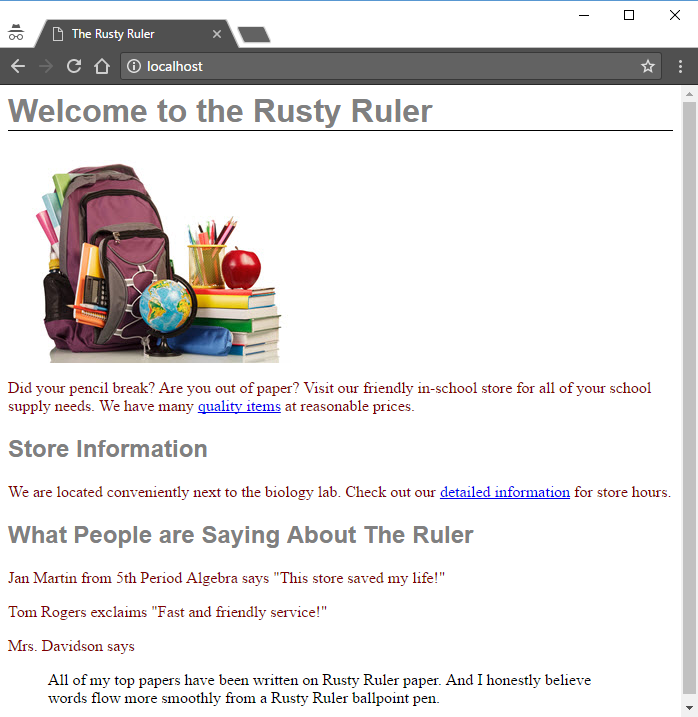 The Rusty Ruler
localhost
Welcome to the Rusty Ruler
Did your pencil break? Are you out of paper? Visit our friendly in-school store for all of your school
supply needs. We have many quality items at reasonable prices.
Store Information
We are located conveniently next to the biology lab. Check out our detailed information for store hours.
What People are Saying About The Ruler
Jan Martin from 5th Period Algebra says "This store saved my life!"
Tom Rogers exclaims "Fast and friendly service!"
Mrs. Davidson says
All of my top papers have been written on Rusty Ruler paper. And I honestly believe
words flow more smoothly from a Rusty Ruler ballpoint pen.